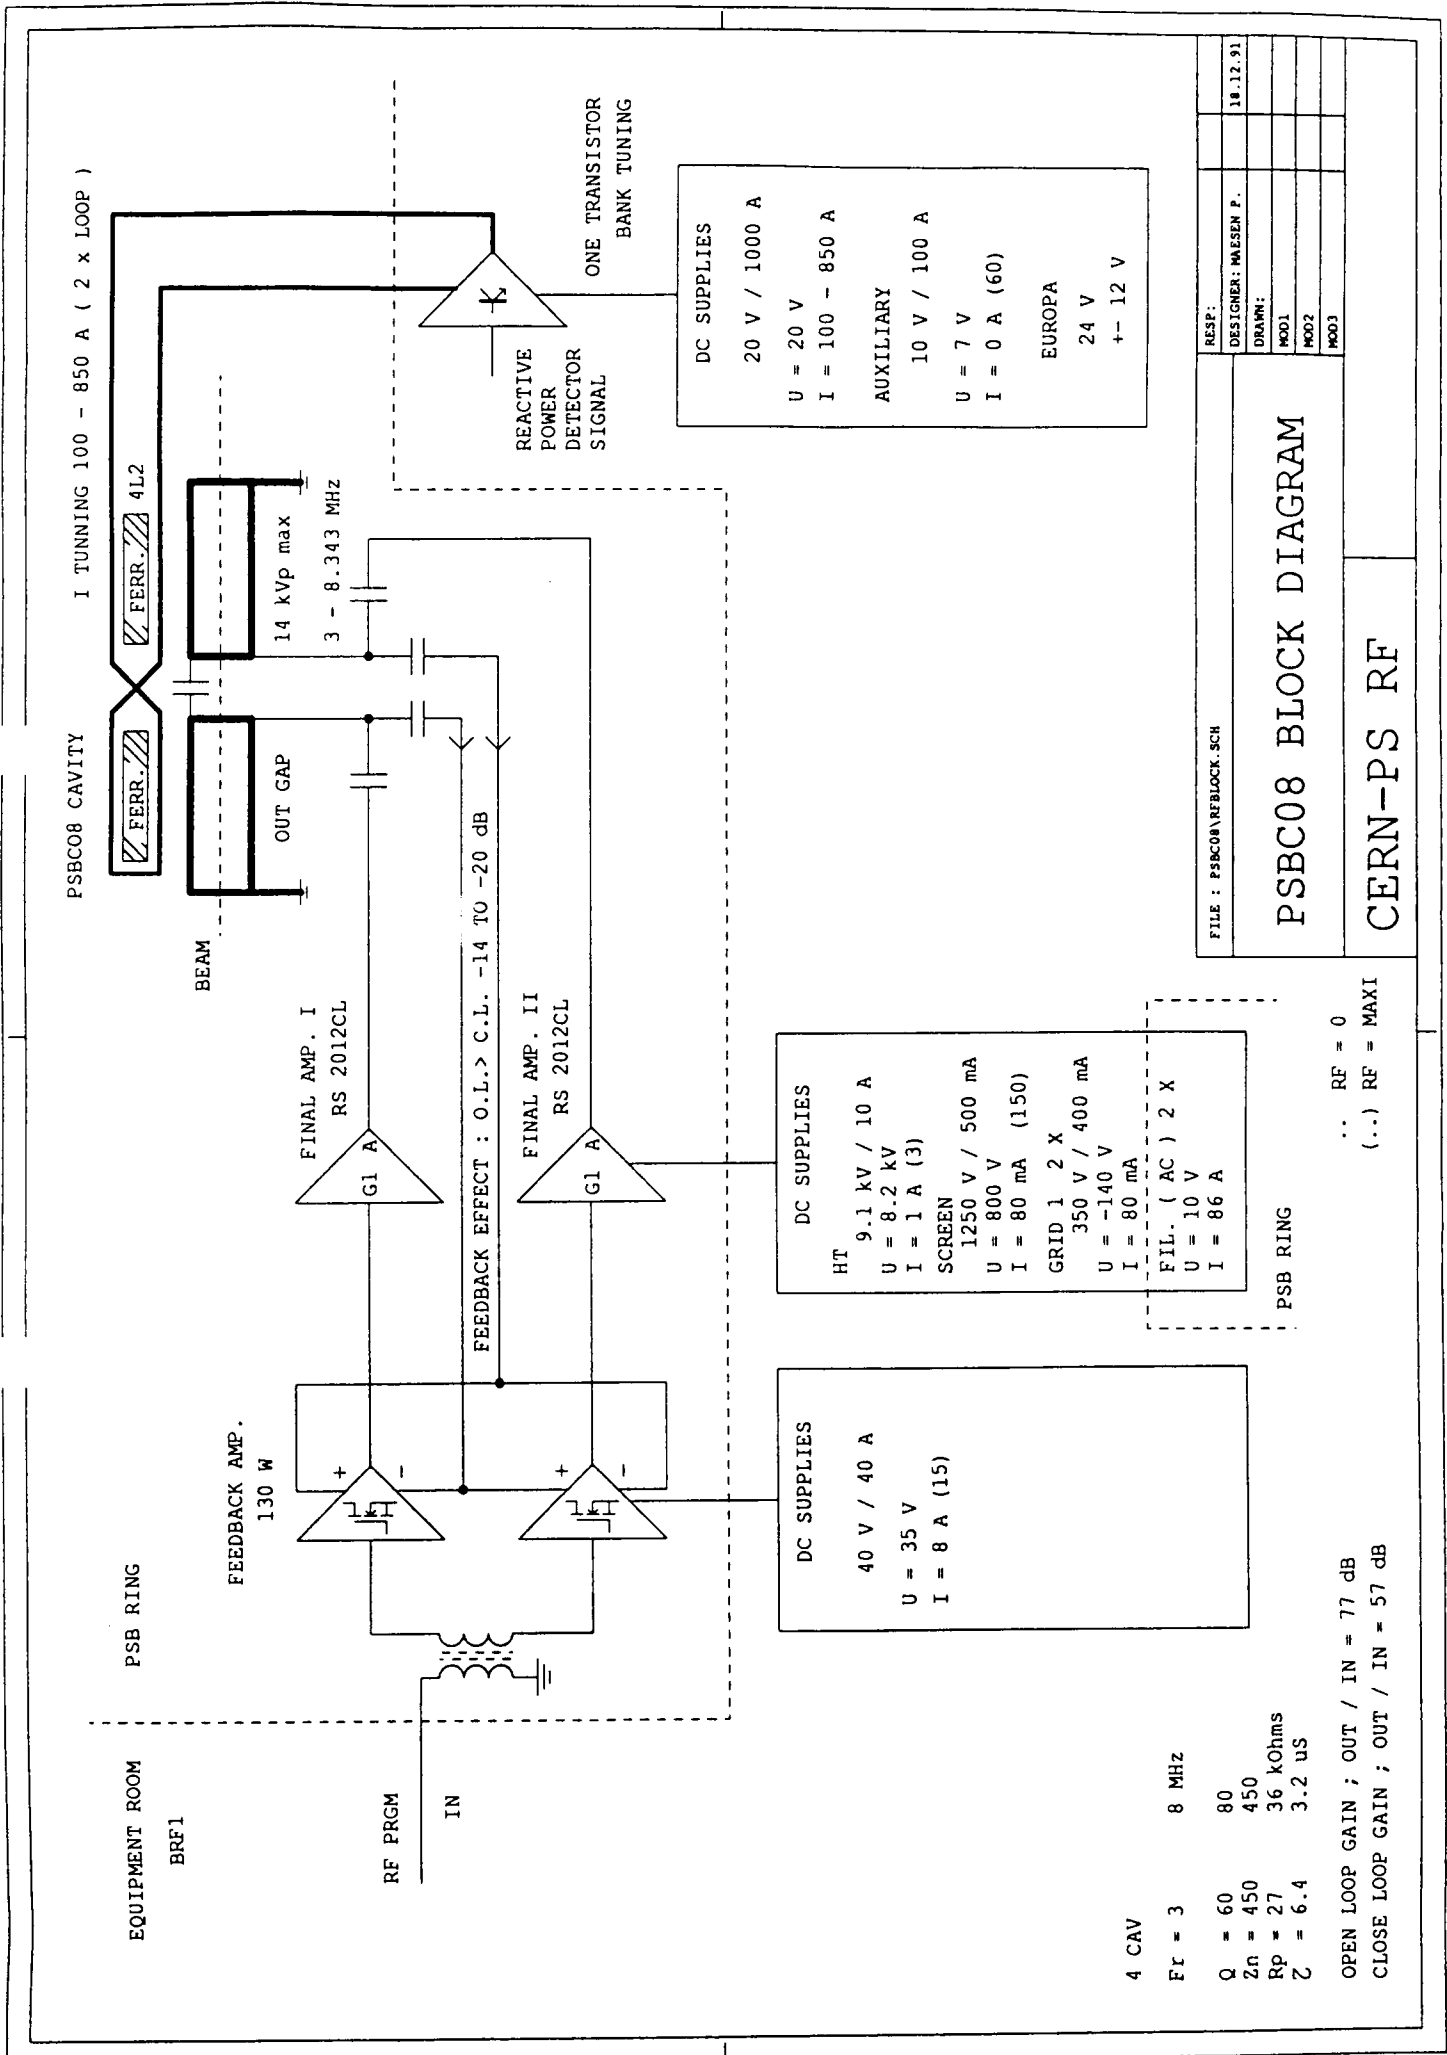 EQUIPMENT ROOM
BRF1
PSB RING
RF PRGM
IN
FEEDBACK AMP.
130 W
+
-
+
-
FINAL AMP. I
RS 2012CL
G1 A
FEEDBACK EFFECT : O.L.> C.L. -14 TO -20 dB
FINAL AMP. II
RS 2012CL
G1 A
BEAM
PSBC08 CAVITY
I TUNNING 100 - 850 A ( 2 x LOOP )
FERR.
FERR.
4L2
OUT GAP
14 kVp max
3 - 8.343 MHz
REACTIVE
POWER
DETECTOR
SIGNAL
ONE TRANSISTOR
BANK TUNING
DC SUPPLIES
40 V / 40 A
U = 35 V
I = 8 A (15)
DC SUPPLIES
HT
9.1 kV / 10 A
U = 8.2 kV
I = 1 A (3)
SCREEN
1250 V / 500 mA
U = 800 V
I = 80 mA (150)
GRID 1 2 X
350 V / 400 mA
U = -140 V
I = 80 mA
FIL. ( AC ) 2 X
U = 10 V
I = 86 A
PSB RING
DC SUPPLIES
20 V / 1000 A
U = 20 V
I = 100 - 850 A
AUXILIARY
10 V / 100 A
U = 7 V
I = 0 A (60)
EUROPA
24 V
+- 12 V
4 CAV
Fr = 3 8 MHz
Q = 60 80
Zn = 450 450
Rp = 27 36 kOhms
Z = 6.4 3.2 uS
OPEN LOOP GAIN ; OUT / IN = 77 dB
CLOSE LOOP GAIN ; OUT / IN = 57 dB
.. RF = 0
(..) RF = MAXI
FILE : PSBC08\RFBLOCK.SCH
PSBC08 BLOCK DIAGRAM
CERN-PS RF
RESP:
DESIGNER: MAESEN P. 18.12.91
DRAWN:
MOD1
MOD2
MOD3